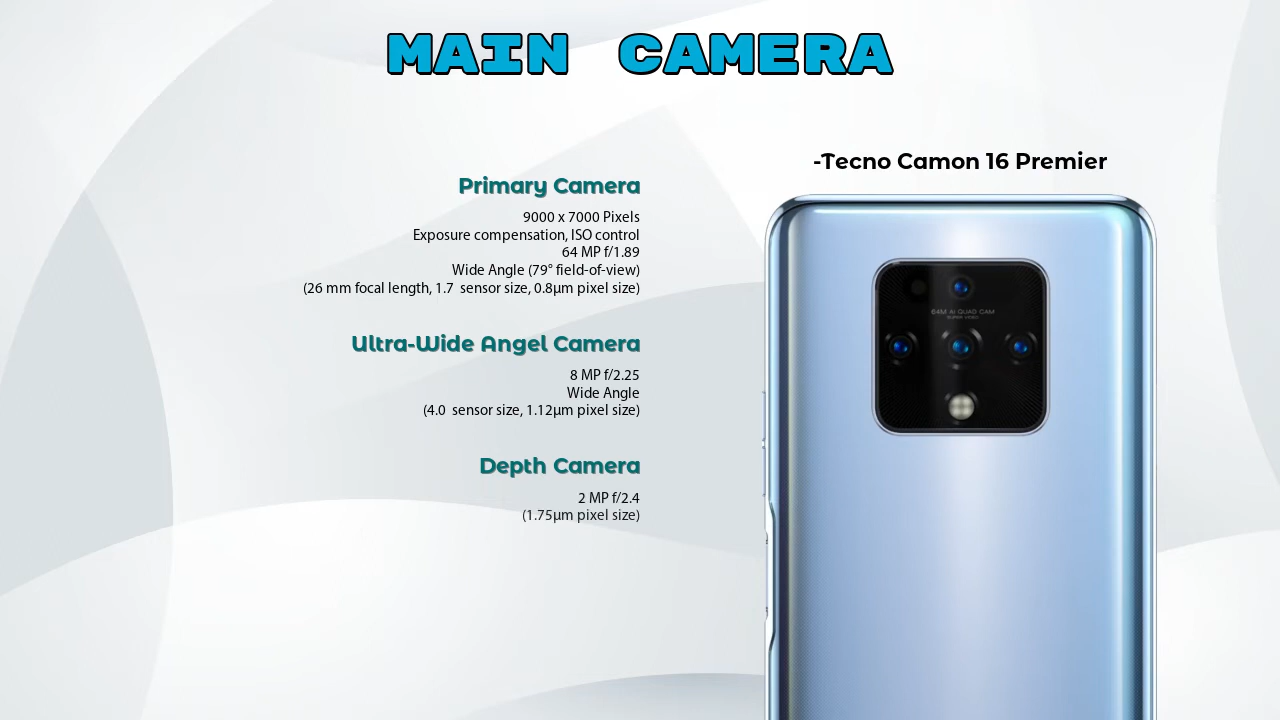 MAIN CAMERA
-Tecno Camon 16 Premier
Primary Camera
9000 x 7000 Pixels
Exposure compensation, ISO control
64 MP f/1.89
Wide Angle (79° field-of-view)
(26 mm focal length, 1.7 sensor size, 0.8µm pixel size)
Ultra-Wide Angel Camera
8 MP f/2.25
Wide Angle
(4.0 sensor size, 1.12µm pixel size)
Depth Camera
2 MP f/2.4
(1.75µm pixel size)
64M AI QUAD CAM
SUPER VIDEO